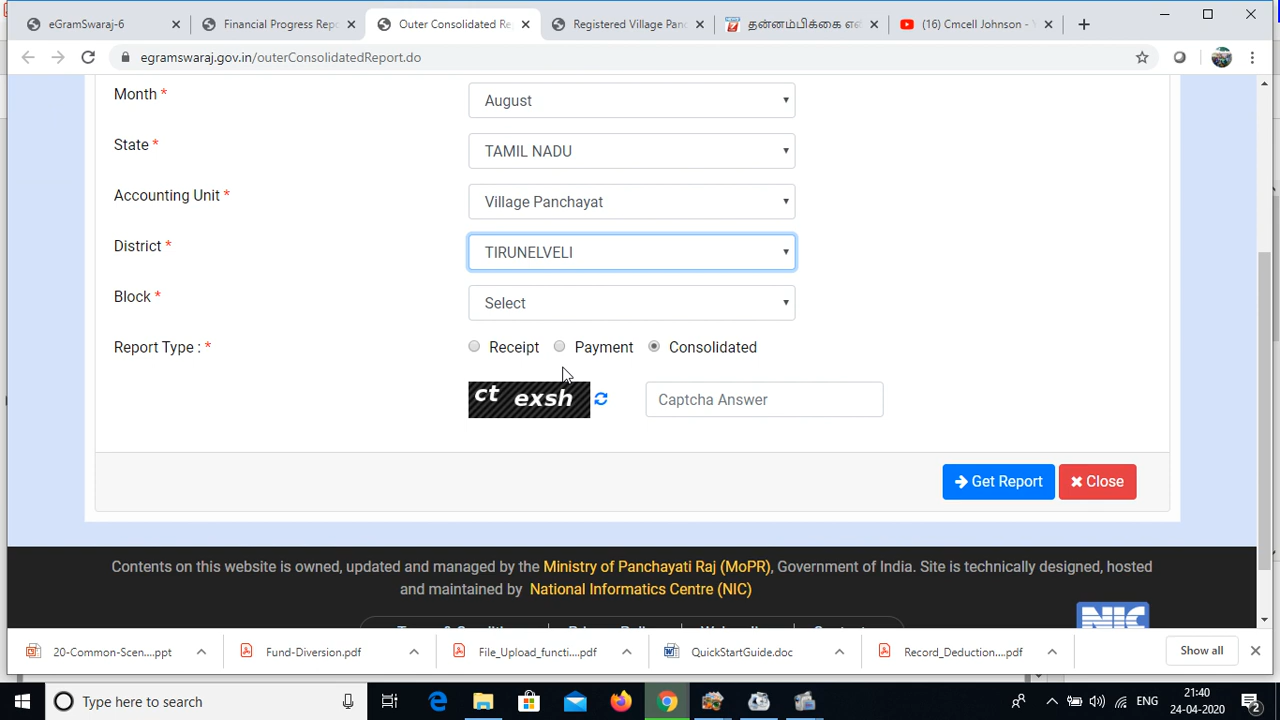 eGramSwaraj-6
Financial Progress Repo
Outer Consolidated Re
Registered Village Pan
தன்னம்பிக்கை என்
(16) Cmcell Johnson - Y
egramswaraj.gov.in/outerConsolidatedReport.do
Month *
August
State *
TAMIL NADU
Accounting Unit *
Village Panchayat
District *
TIRUNELVELI
Block *
Select
Report Type : *
Receipt
Payment
Consolidated
ct exsh
Captcha Answer
Get Report
Close
Contents on this website is owned, updated and managed by the Ministry of Panchayati Raj (MoPR), Government of India. Site is technically designed, hosted
and maintained by National Informatics Centre (NIC)
NIC
20-Common-Scen....ppt
Fund-Diversion.pdf
File_Upload_functi....pdf
QuickStartGuide.doc
Record_Deduction....pdf
Show all
Type here to search
ENG
21:40
24-04-2020
2